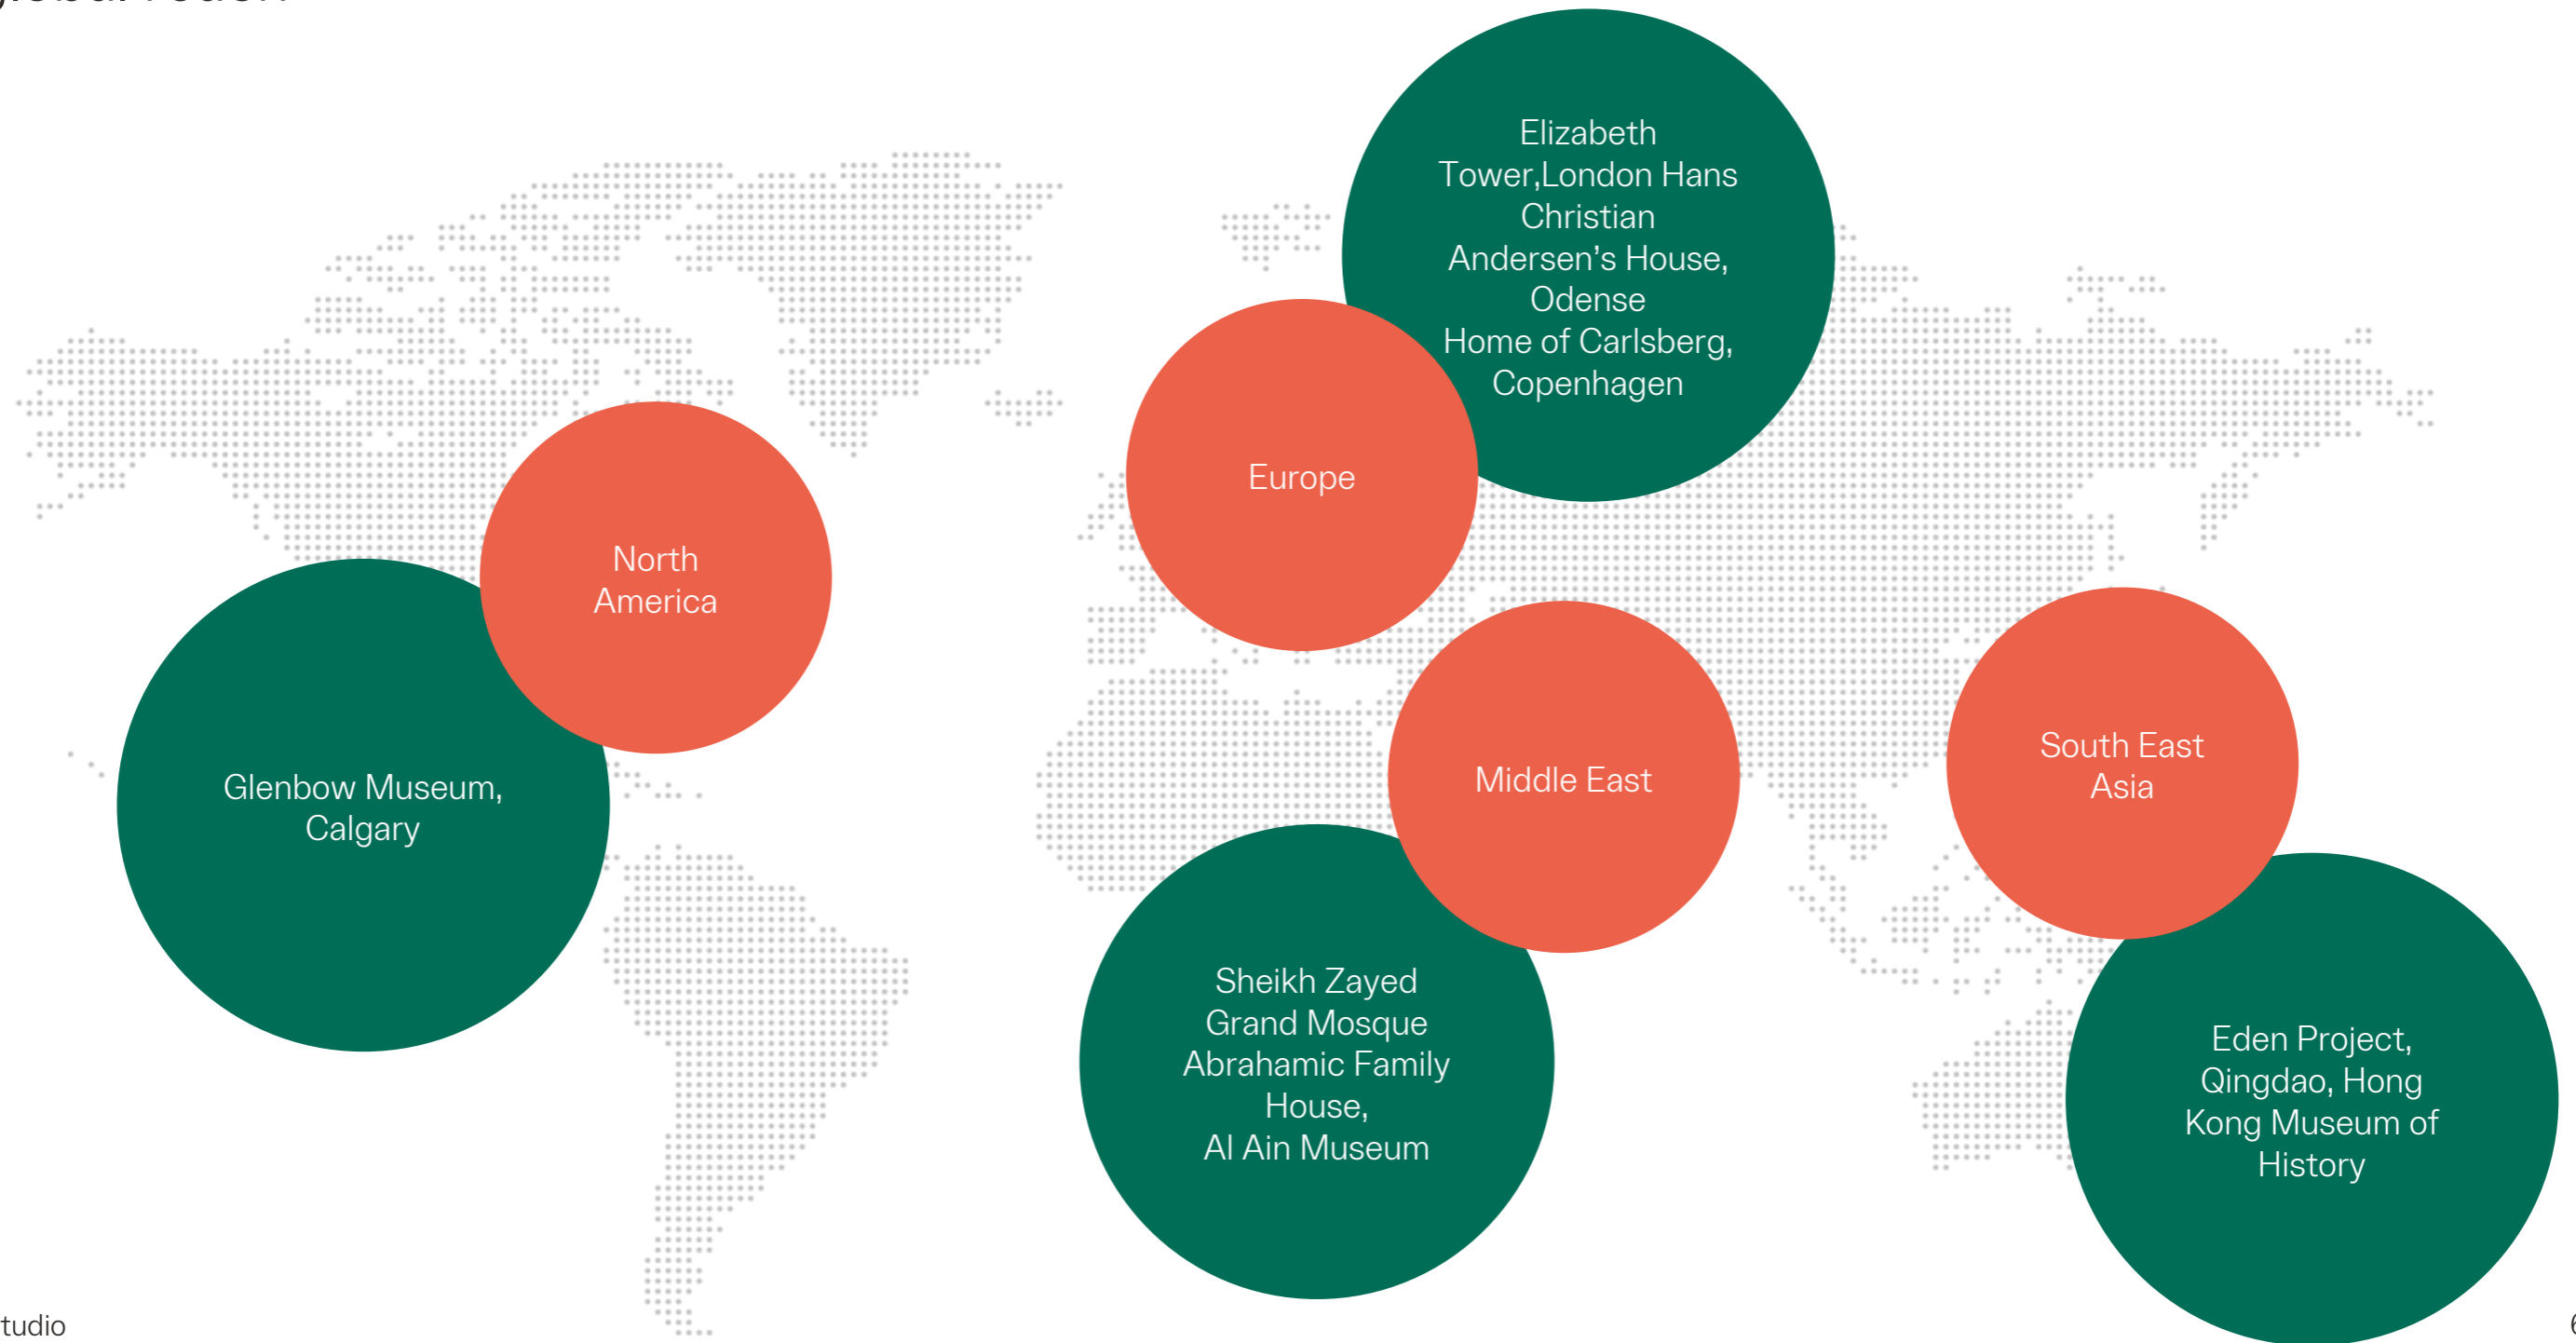 global reach
Elizabeth
Tower,London Hans
Christian
Andersen's House,
Odense
Home of Carlsberg,
Copenhagen
Europe
North
America
Glenbow Museum,
Calgary
Middle East
South East
Asia
Sheikh Zayed
Grand Mosque
Abrahamic Family
House,
Al Ain Museum
Eden Project,
Qingdao, Hong
Kong Museum of
History
tudio